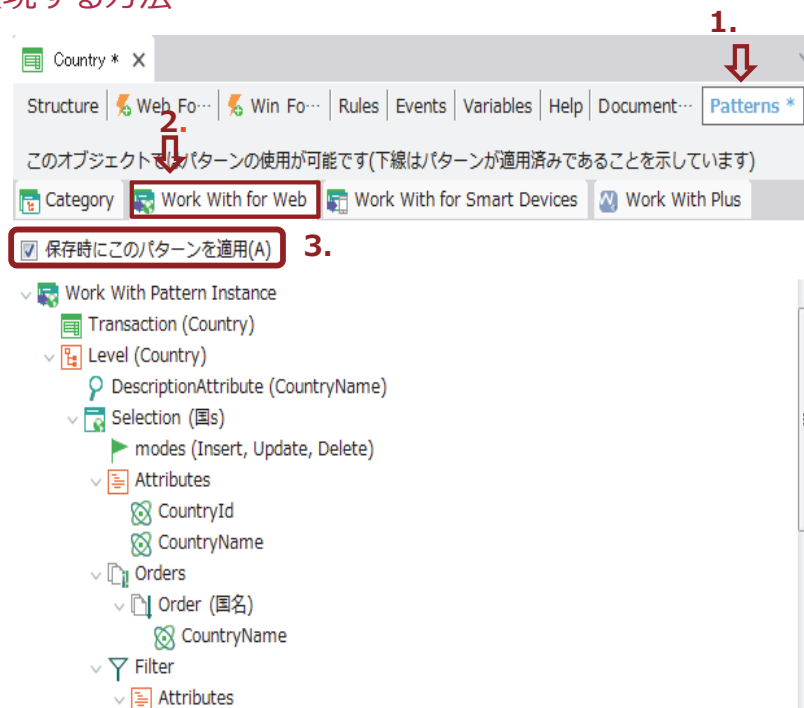 現する方法
1.
Country * X
Structure Web Fo… Win Fo… Rules Events Variables Help Document… Patterns *
2.
このオブジェクトではパターンの使用が可能です(下線はパターンが適用済みであることを示しています)
Category Work With for Web Work With for Smart Devices Work With Plus
保存時にこのパターンを適用(A) 3.
Work With Pattern Instance
Transaction (Country)
Level (Country)
DescriptionAttribute (CountryName)
Selection (国s)
modes (Insert, Update, Delete)
Attributes
CountryId
CountryName
Orders
Order (国名)
CountryName
Filter
Attributes